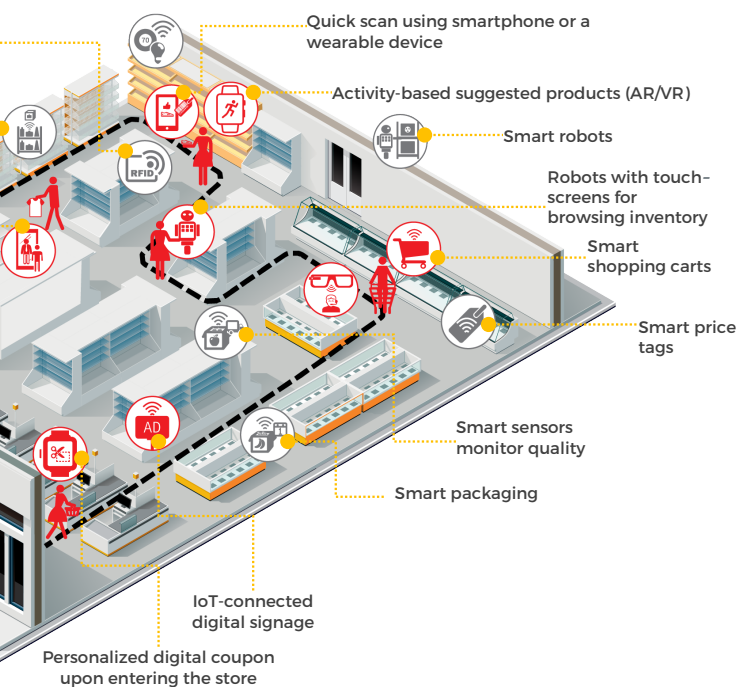 Quick scan using smartphone or a
wearable device
70
Activity-based suggested products (AR/VR)
Smart robots
RFID
Robots with touch-
screens for
browsing inventory
Smart
shopping carts
Smart price
tags
AD
Smart sensors
monitor quality
Smart packaging
IoT-connected
digital signage
Personalized digital coupon
upon entering the store